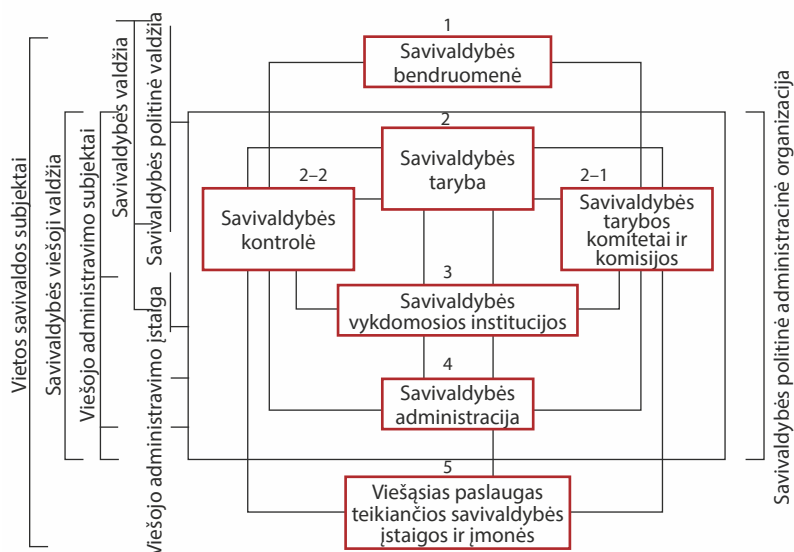 Vietos savivaldos subjektai
Savivaldybės viešoji valdžia
Viešojo administravimo subjektai
Savivaldybės valdžia
Savivaldybės politinė valdžia
Viešojo administravimo įstaiga
1
Savivaldybės
bendruomenė
2
Savivaldybės
taryba
2–2
Savivaldybės
kontrolė
2–1
Savivaldybės
tarybos
komitetai ir
komisijos
3
Savivaldybės
vykdomosios institucijos
4
Savivaldybės
administracija
5
Viešąsias paslaugas
teikiančios savivaldybės
įstaigos ir įmonės
Savivaldybės politinė administracinė organizacija